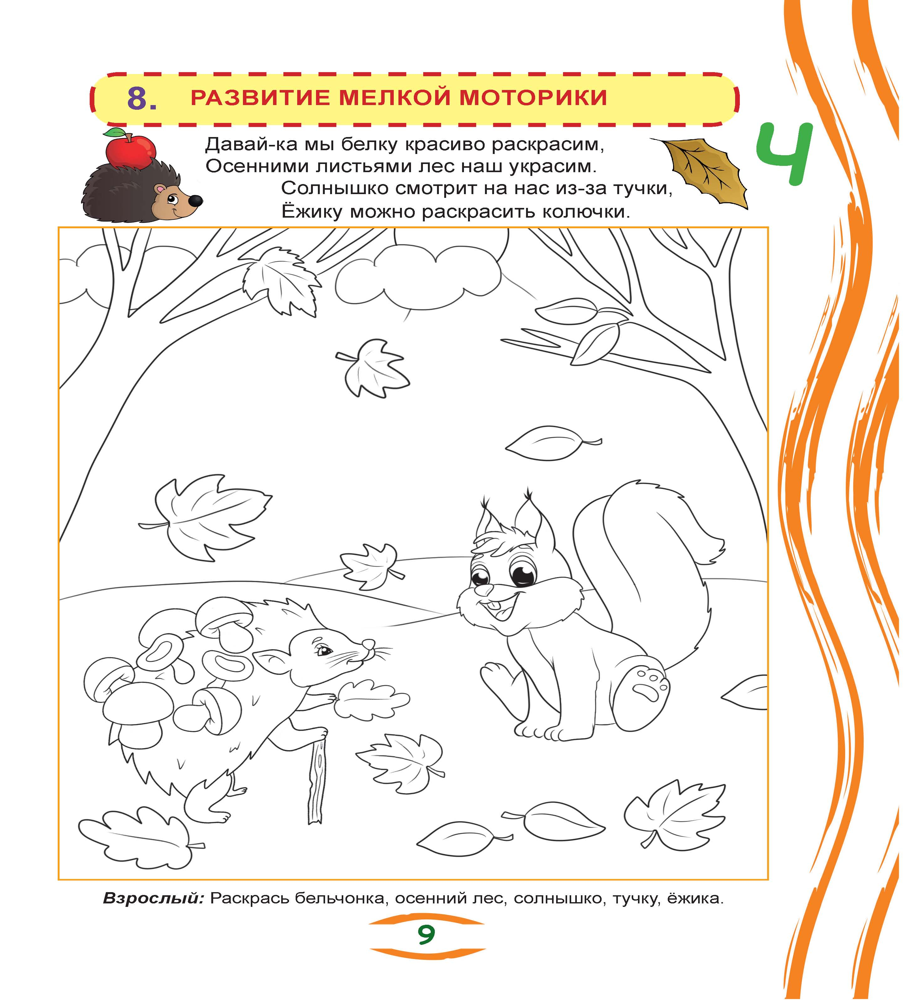 8. РАЗВИТИЕ МЕЛКОЙ МОТОРИКИ
Давай-ка мы белку красиво раскрасим,
Осенними листьями лес наш украсим.
Солнышко смотрит на нас из-за тучки,
Ёжику можно раскрасить колючки.
Ч
Взрослый: Раскрась бельчонка, осенний лес, солнышко, тучку, ёжика.
9